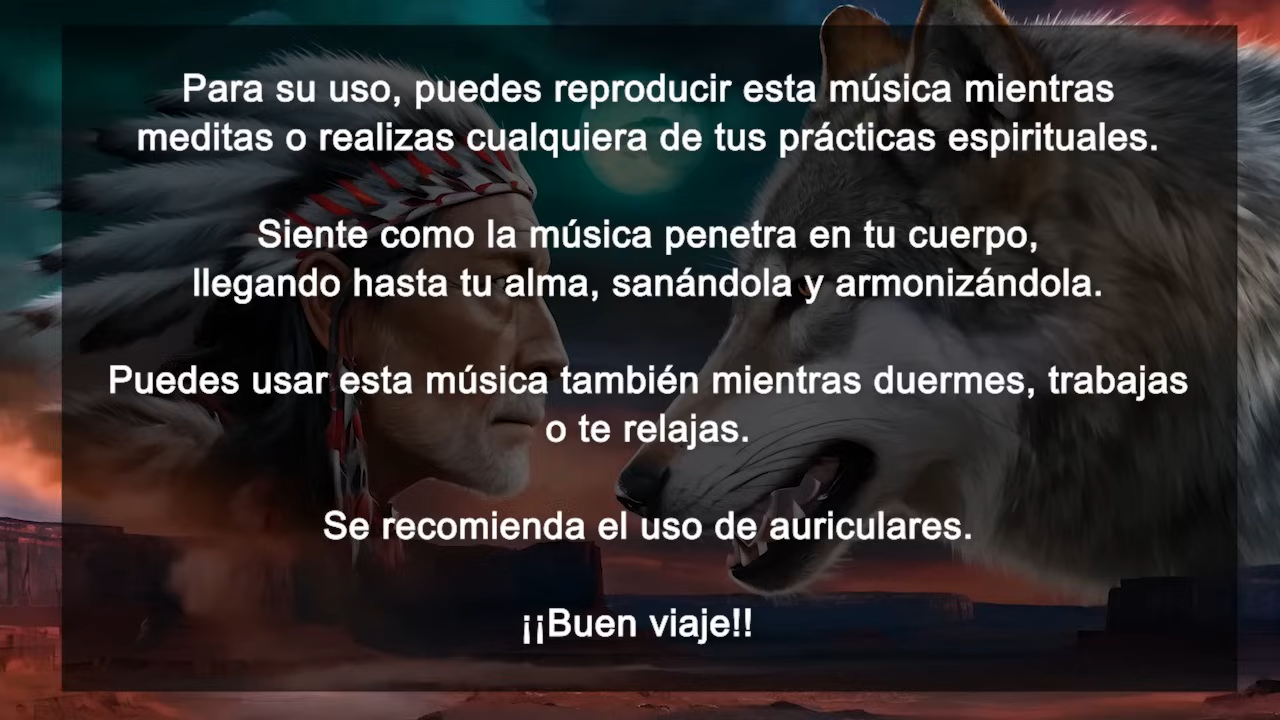 Para su uso, puedes reproducir esta música mientras
meditas o realizas cualquiera de tus prácticas espirituales.
Siente como la música penetra en tu cuerpo,
llegando hasta tu alma, sanándola y armonizándola.
Puedes usar esta música también mientras duermes, trabajas
o te relajas.
Se recomienda el uso de auriculares.
¡¡Buen viaje!!